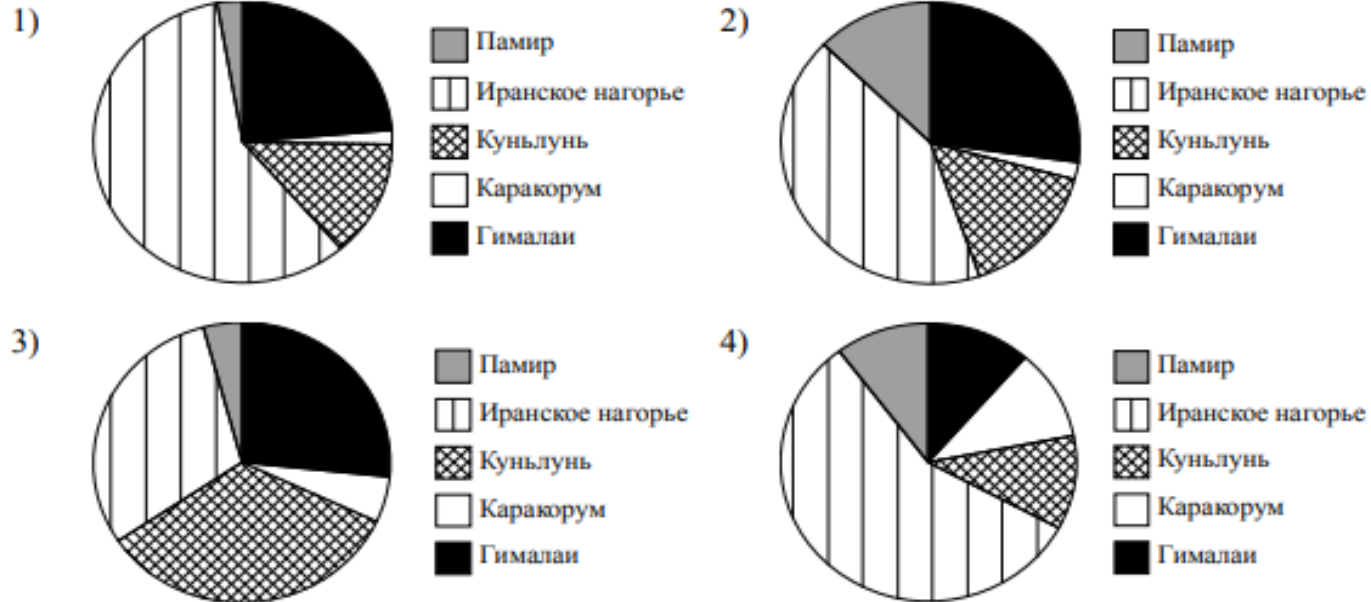 1)
Памир
Иранское нагорье
Куньлунь
Каракорум
Гималаи
2)
Памир
Иранское нагорье
Куньлунь
Каракорум
Гималаи
3)
Памир
Иранское нагорье
Куньлунь
Каракорум
Гималаи
4)
Памир
Иранское нагорье
Куньлунь
Каракорум
Гималаи